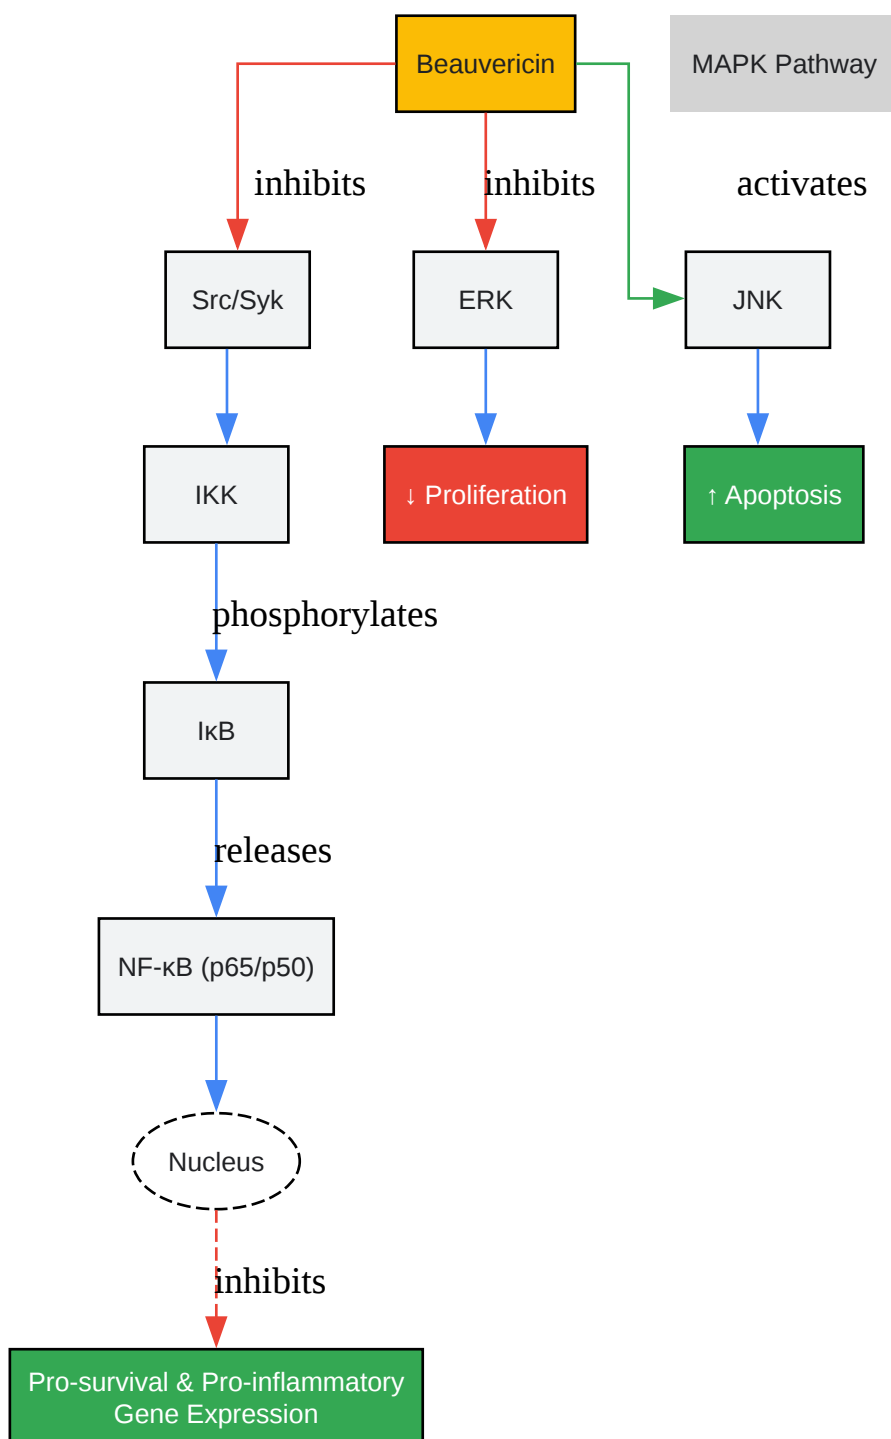 Beauvericin
MAPK Pathway
inhibits
inhibits
activates
Src/Syk
ERK
JNK
IKK
↓ Proliferation
↑ Apoptosis
phosphorylates
IκB
releases
NF-κB (p65/p50)
Nucleus
inhibits
Pro-survival & Pro-inflammatory
Gene Expression